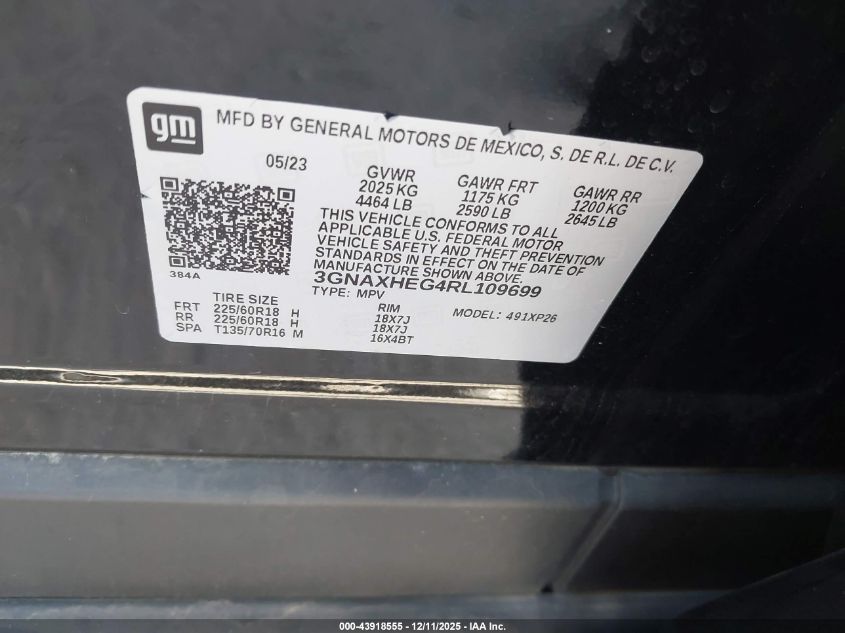 gm
MFD BY GENERAL MOTORS DE MEXICO, S. DE R.L. DE C.V.
05/23
GVWR
2025 KG
4464 LB
GAWR FRT
1175 KG
2590 LB
GAWR RR
1200 KG
2645 LB
THIS VEHICLE CONFORMS TO ALL
APPLICABLE U.S. FEDERAL MOTOR
VEHICLE SAFETY AND THEFT PREVENTION
STANDARDS IN EFFECT ON THE DATE OF
MANUFACTURE SHOWN ABOVE.
384A
3GNAXHEG4RL109699
TYPE: MPV
MODEL: 491XP26
TIRE SIZE
RIM
FRT 225/60R18 H 18X7J
RR 225/60R18 H 18X7J
SPA T135/70R16 M 16X4BT
000-43918555 - 12/11/2025 - IAA Inc.